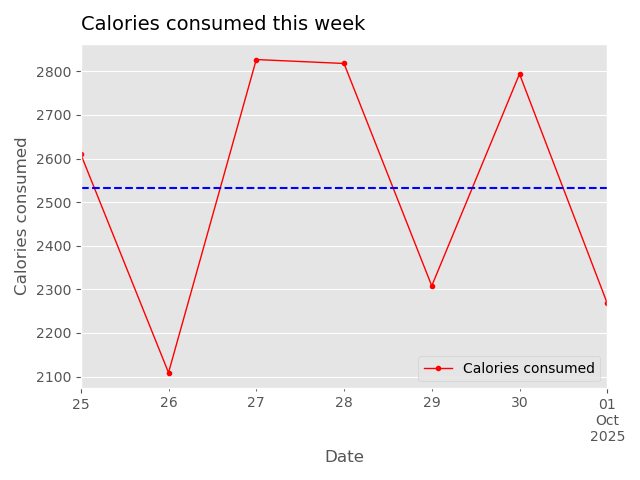 Calories consumed this week
2800
2700
2600
2500
2400
2300
2200
2100
Calories consumed
Calories consumed
25 26 27 28 29 30 01
Oct
2025
Date